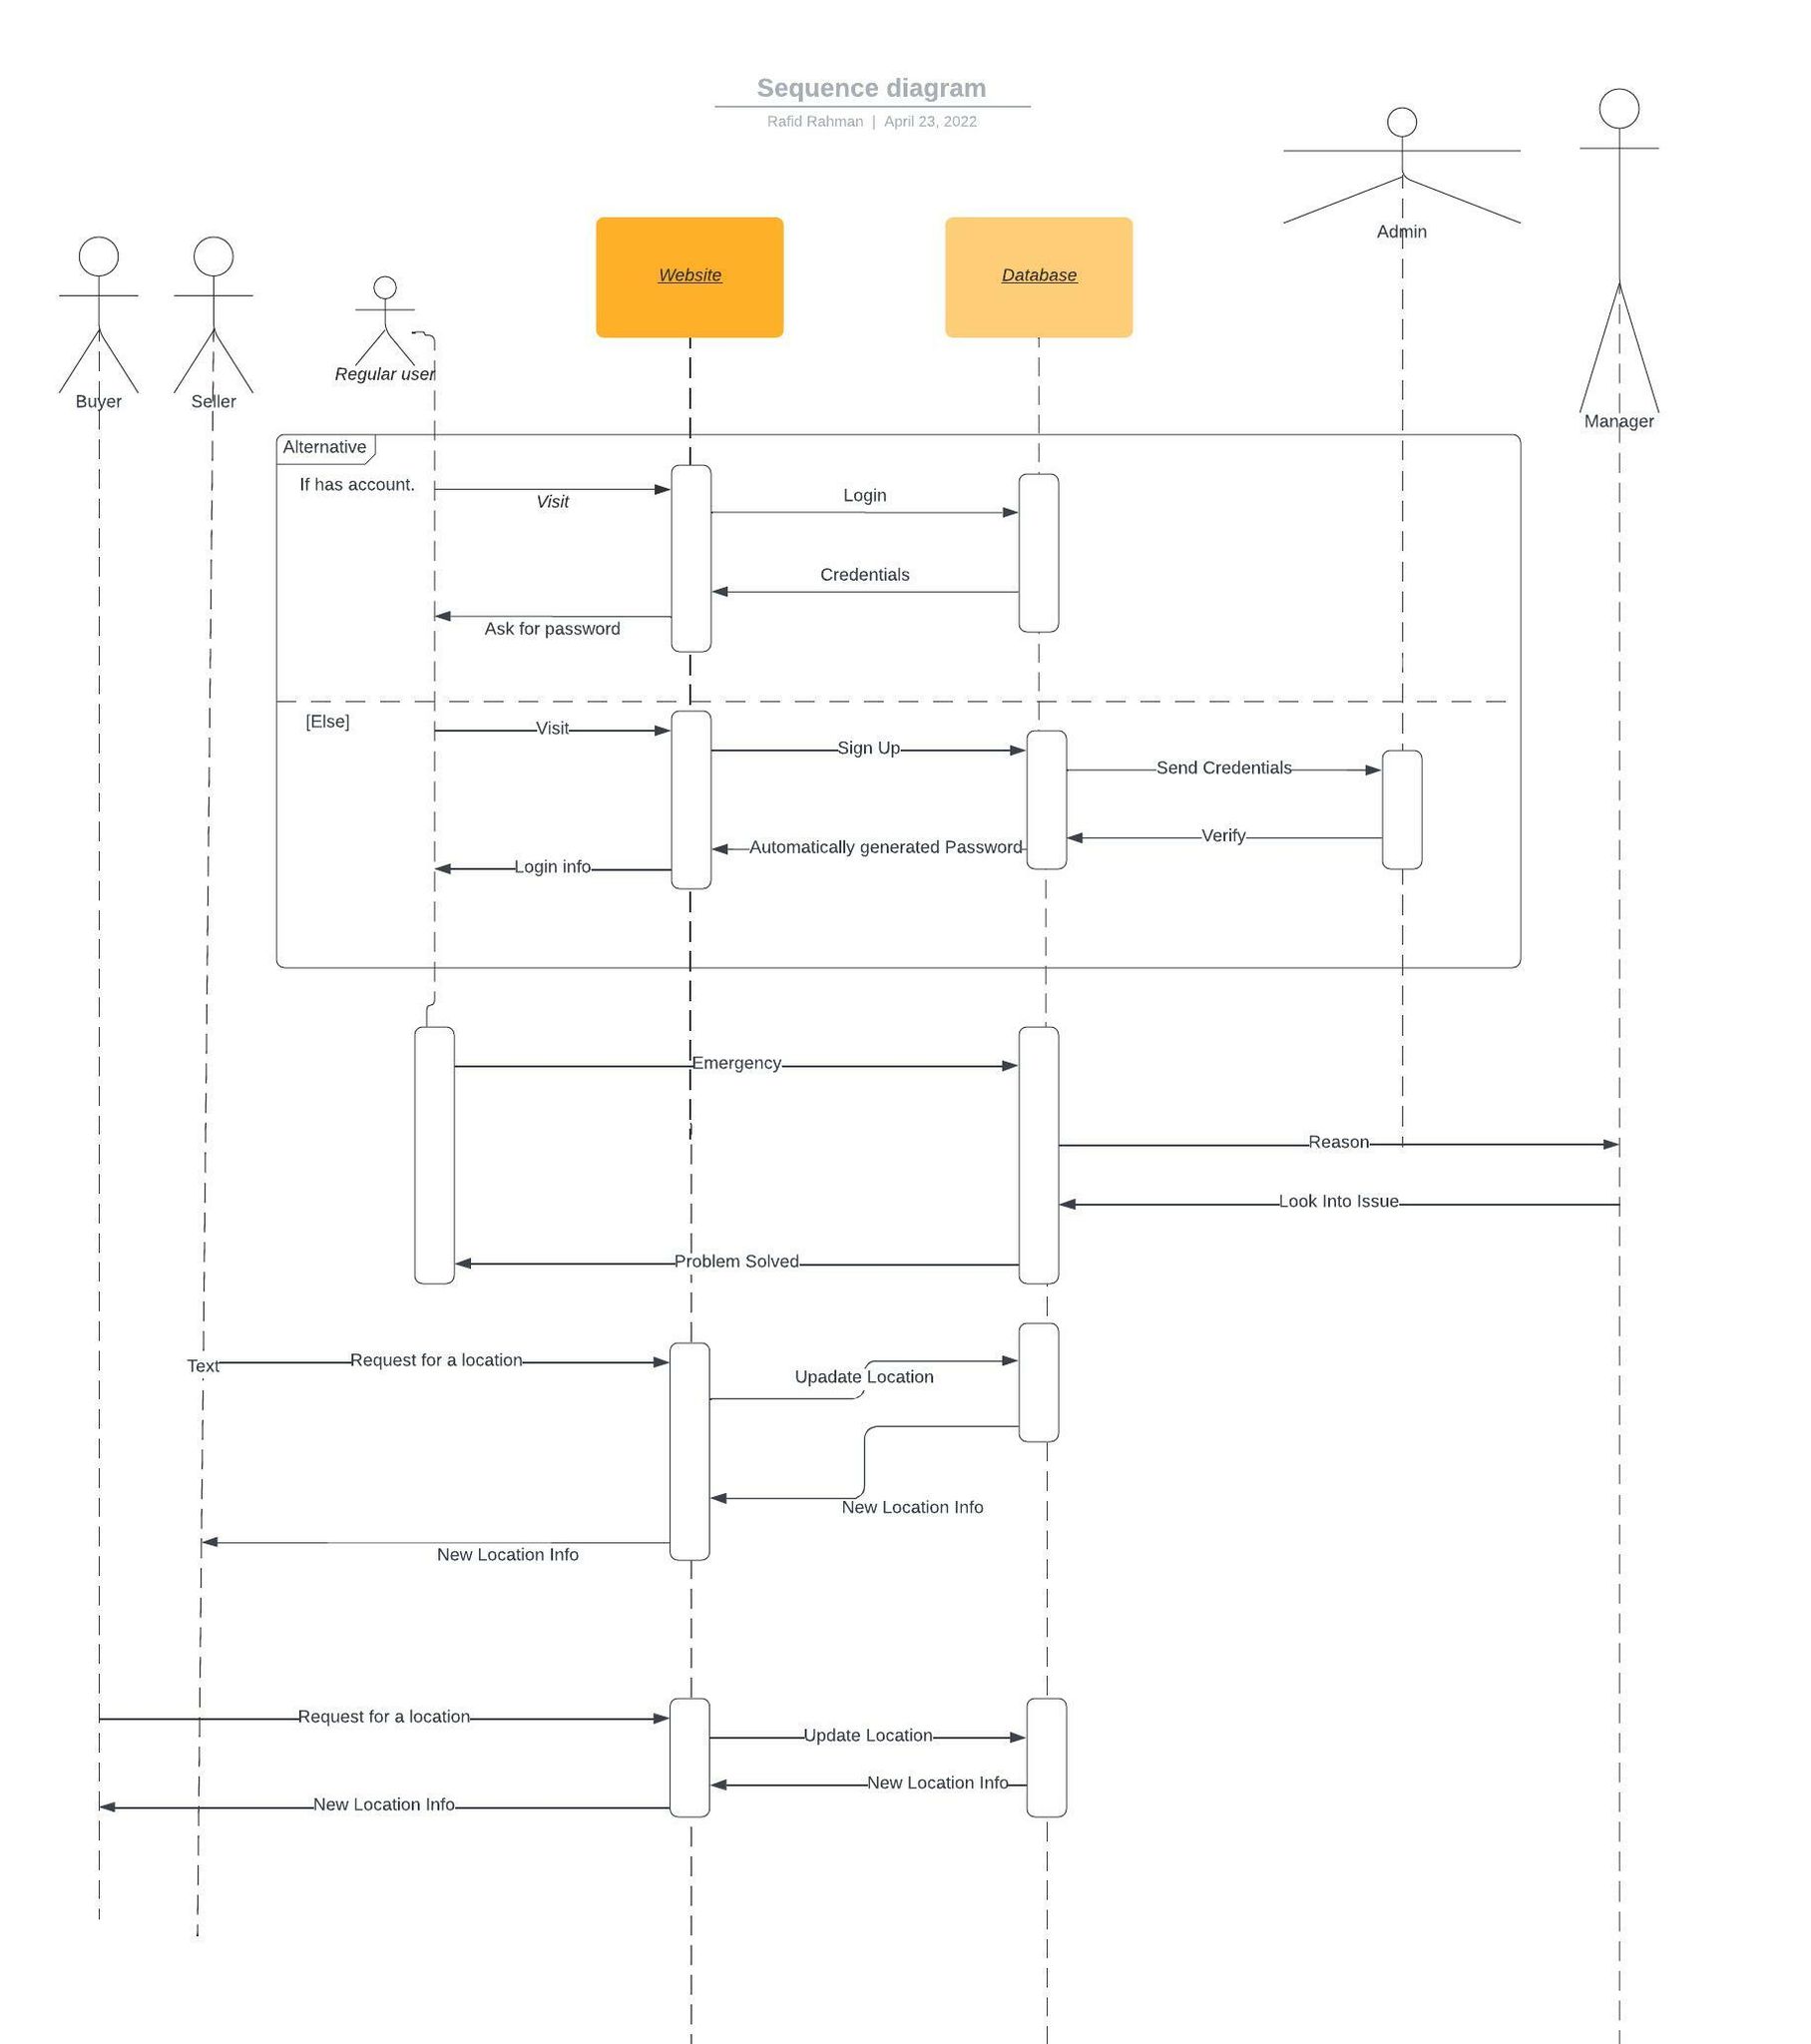 Sequence diagram
Rafid Rahman | April 23, 2022
Admin
Website
Database
Regular user
Buyer
Seller
Manager
Alternative
If has account.
Visit
Login
Credentials
Ask for password
[Else]
Visit
Sign Up
Send Credentials
Verify
Automatically generated Password
Login info
Emergency
Reason
Look Into Issue
Problem Solved
Text
Request for a location
Upadate Location
New Location Info
New Location Info
Request for a location
Update Location
New Location Info
New Location Info